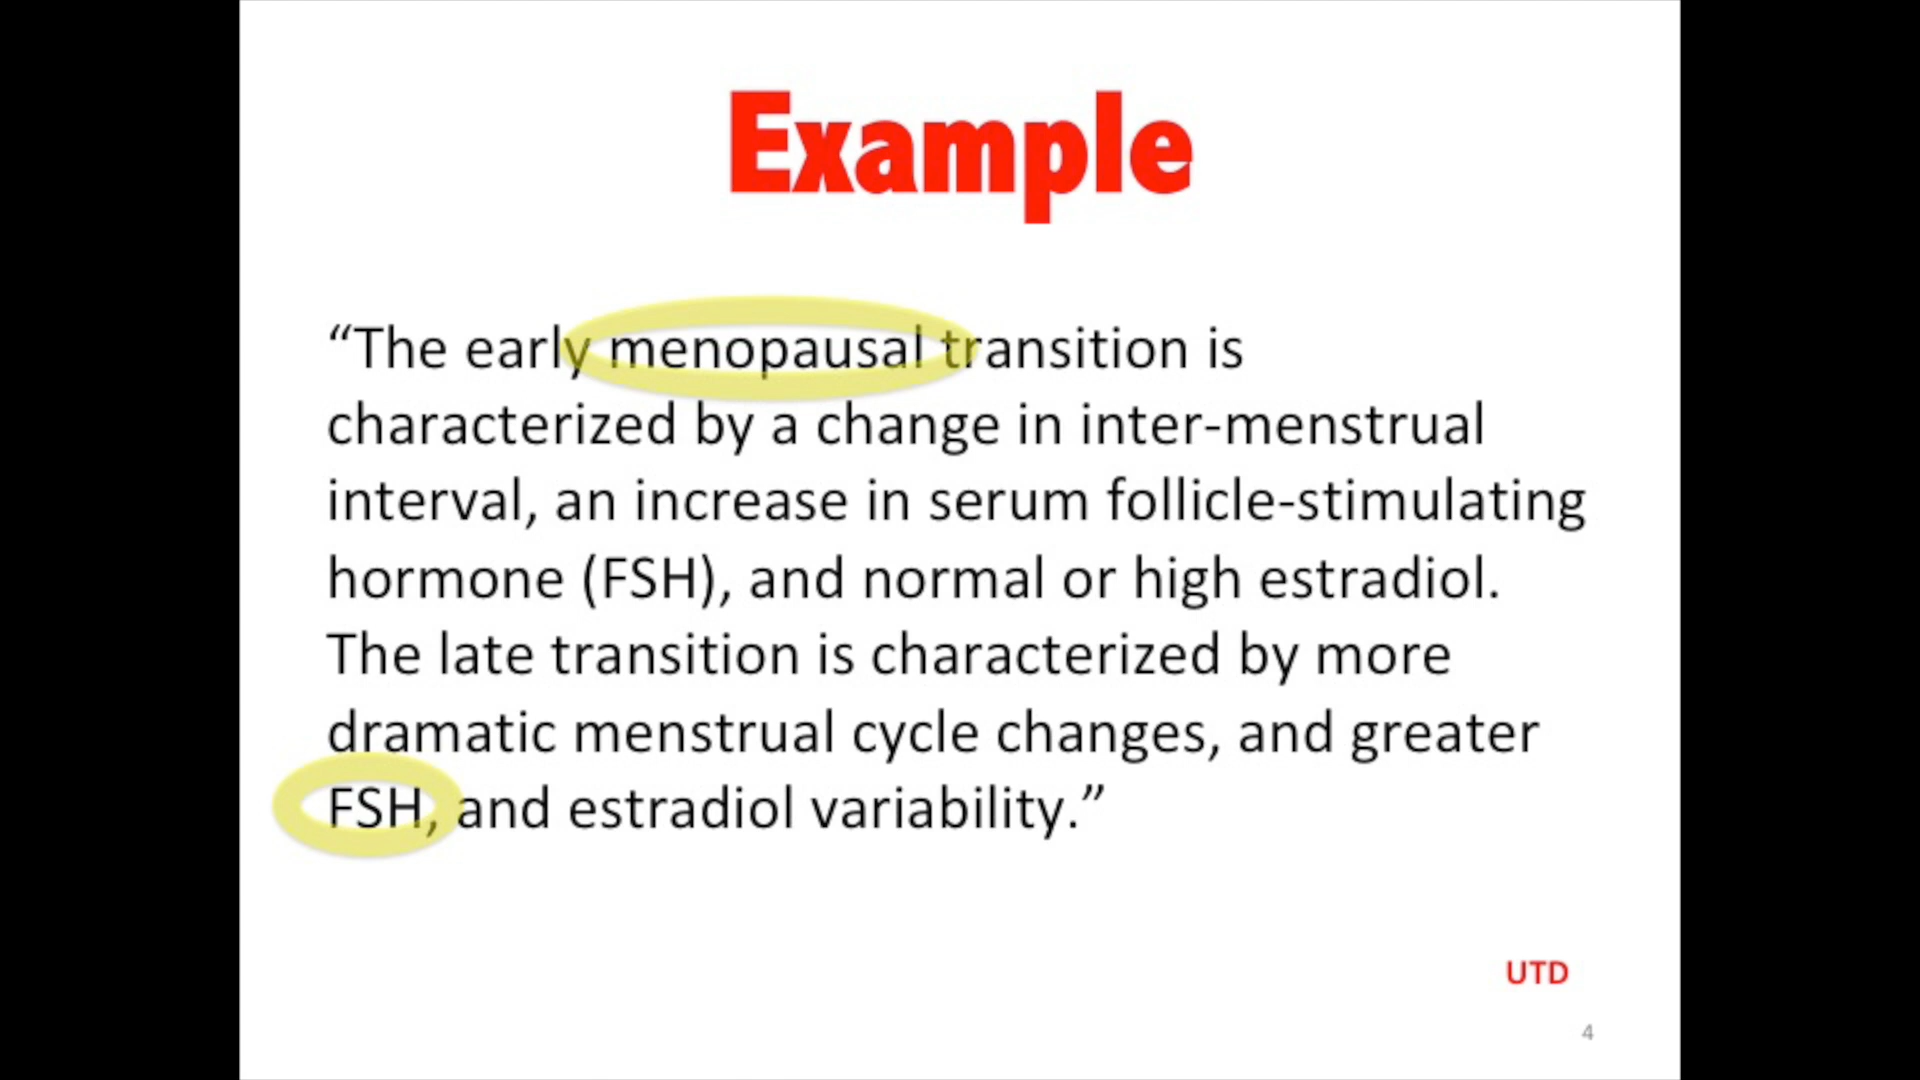 Example
“The early menopausal transition is
characterized by a change in inter-menstrual
interval, an increase in serum follicle-stimulating
hormone (FSH), and normal or high estradiol.
The late transition is characterized by more
dramatic menstrual cycle changes, and greater
FSH, and estradiol variability.”
UTD
4